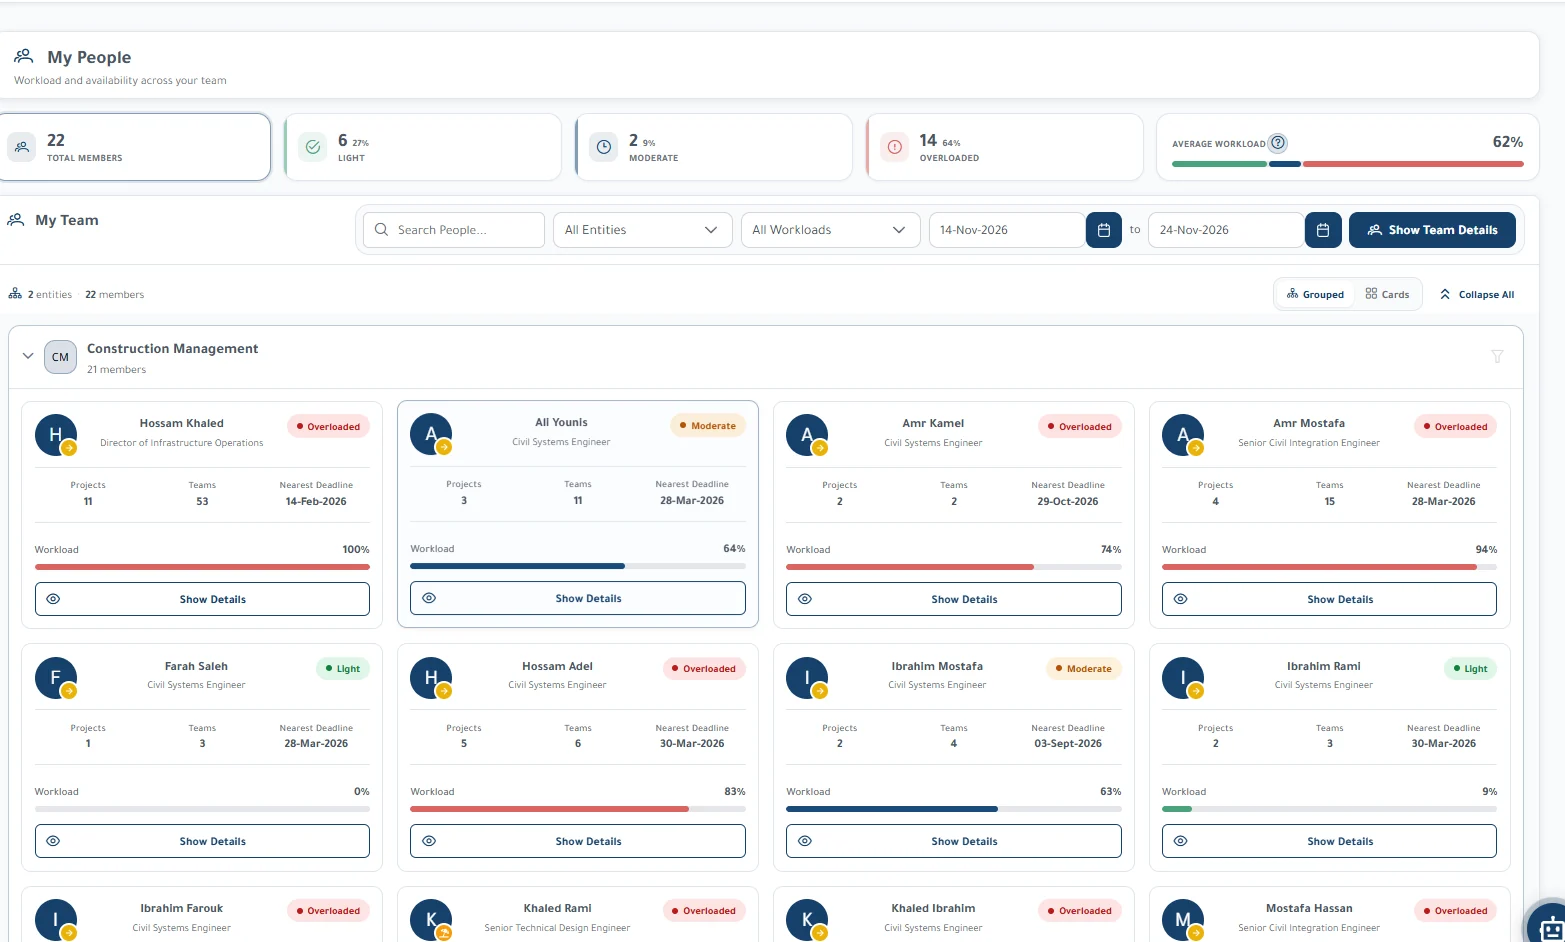 My People
Workload and availability across your team
22
TOTAL MEMBERS
6 27%
LIGHT
2 9%
MODERATE
14 64%
OVERLOADED
AVERAGE WORKLOAD ? 62%
My Team
Search People...
All Entities
All Workloads
14-Nov-2026
to
24-Nov-2026
Show Team Details
2 entities 22 members
Grouped
Cards
Collapse All
CM
Construction Management
21 members
H
Hossam Khaled
Director of Infrastructure Operations
Overloaded
Projects Teams Nearest Deadline
11 53 14-Feb-2026
Workload 100%
Show Details
A
Ali Younis
Civil Systems Engineer
Moderate
Projects Teams Nearest Deadline
3 11 28-Mar-2026
Workload 64%
Show Details
A
Amr Kamel
Civil Systems Engineer
Overloaded
Projects Teams Nearest Deadline
2 2 29-Oct-2026
Workload 74%
Show Details
A
Amr Mostafa
Senior Civil Integration Engineer
Overloaded
Projects Teams Nearest Deadline
4 15 28-Mar-2026
Workload 94%
Show Details
F
Farah Saleh
Civil Systems Engineer
Light
Projects Teams Nearest Deadline
1 3 28-Mar-2026
Workload 0%
Show Details
H
Hossam Adel
Civil Systems Engineer
Overloaded
Projects Teams Nearest Deadline
5 6 30-Mar-2026
Workload 83%
Show Details
I
Ibrahim Mostafa
Civil Systems Engineer
Moderate
Projects Teams Nearest Deadline
2 4 03-Sept-2026
Workload 63%
Show Details
I
Ibrahim Rami
Civil Systems Engineer
Light
Projects Teams Nearest Deadline
2 3 30-Mar-2026
Workload 9%
Show Details
I
Ibrahim Farouk
Civil Systems Engineer
Overloaded
K
Khaled Rami
Senior Technical Design Engineer
Overloaded
K
Khaled Ibrahim
Civil Systems Engineer
Overloaded
M
Mostafa Hassan
Senior Civil Integration Engineer
Overloaded